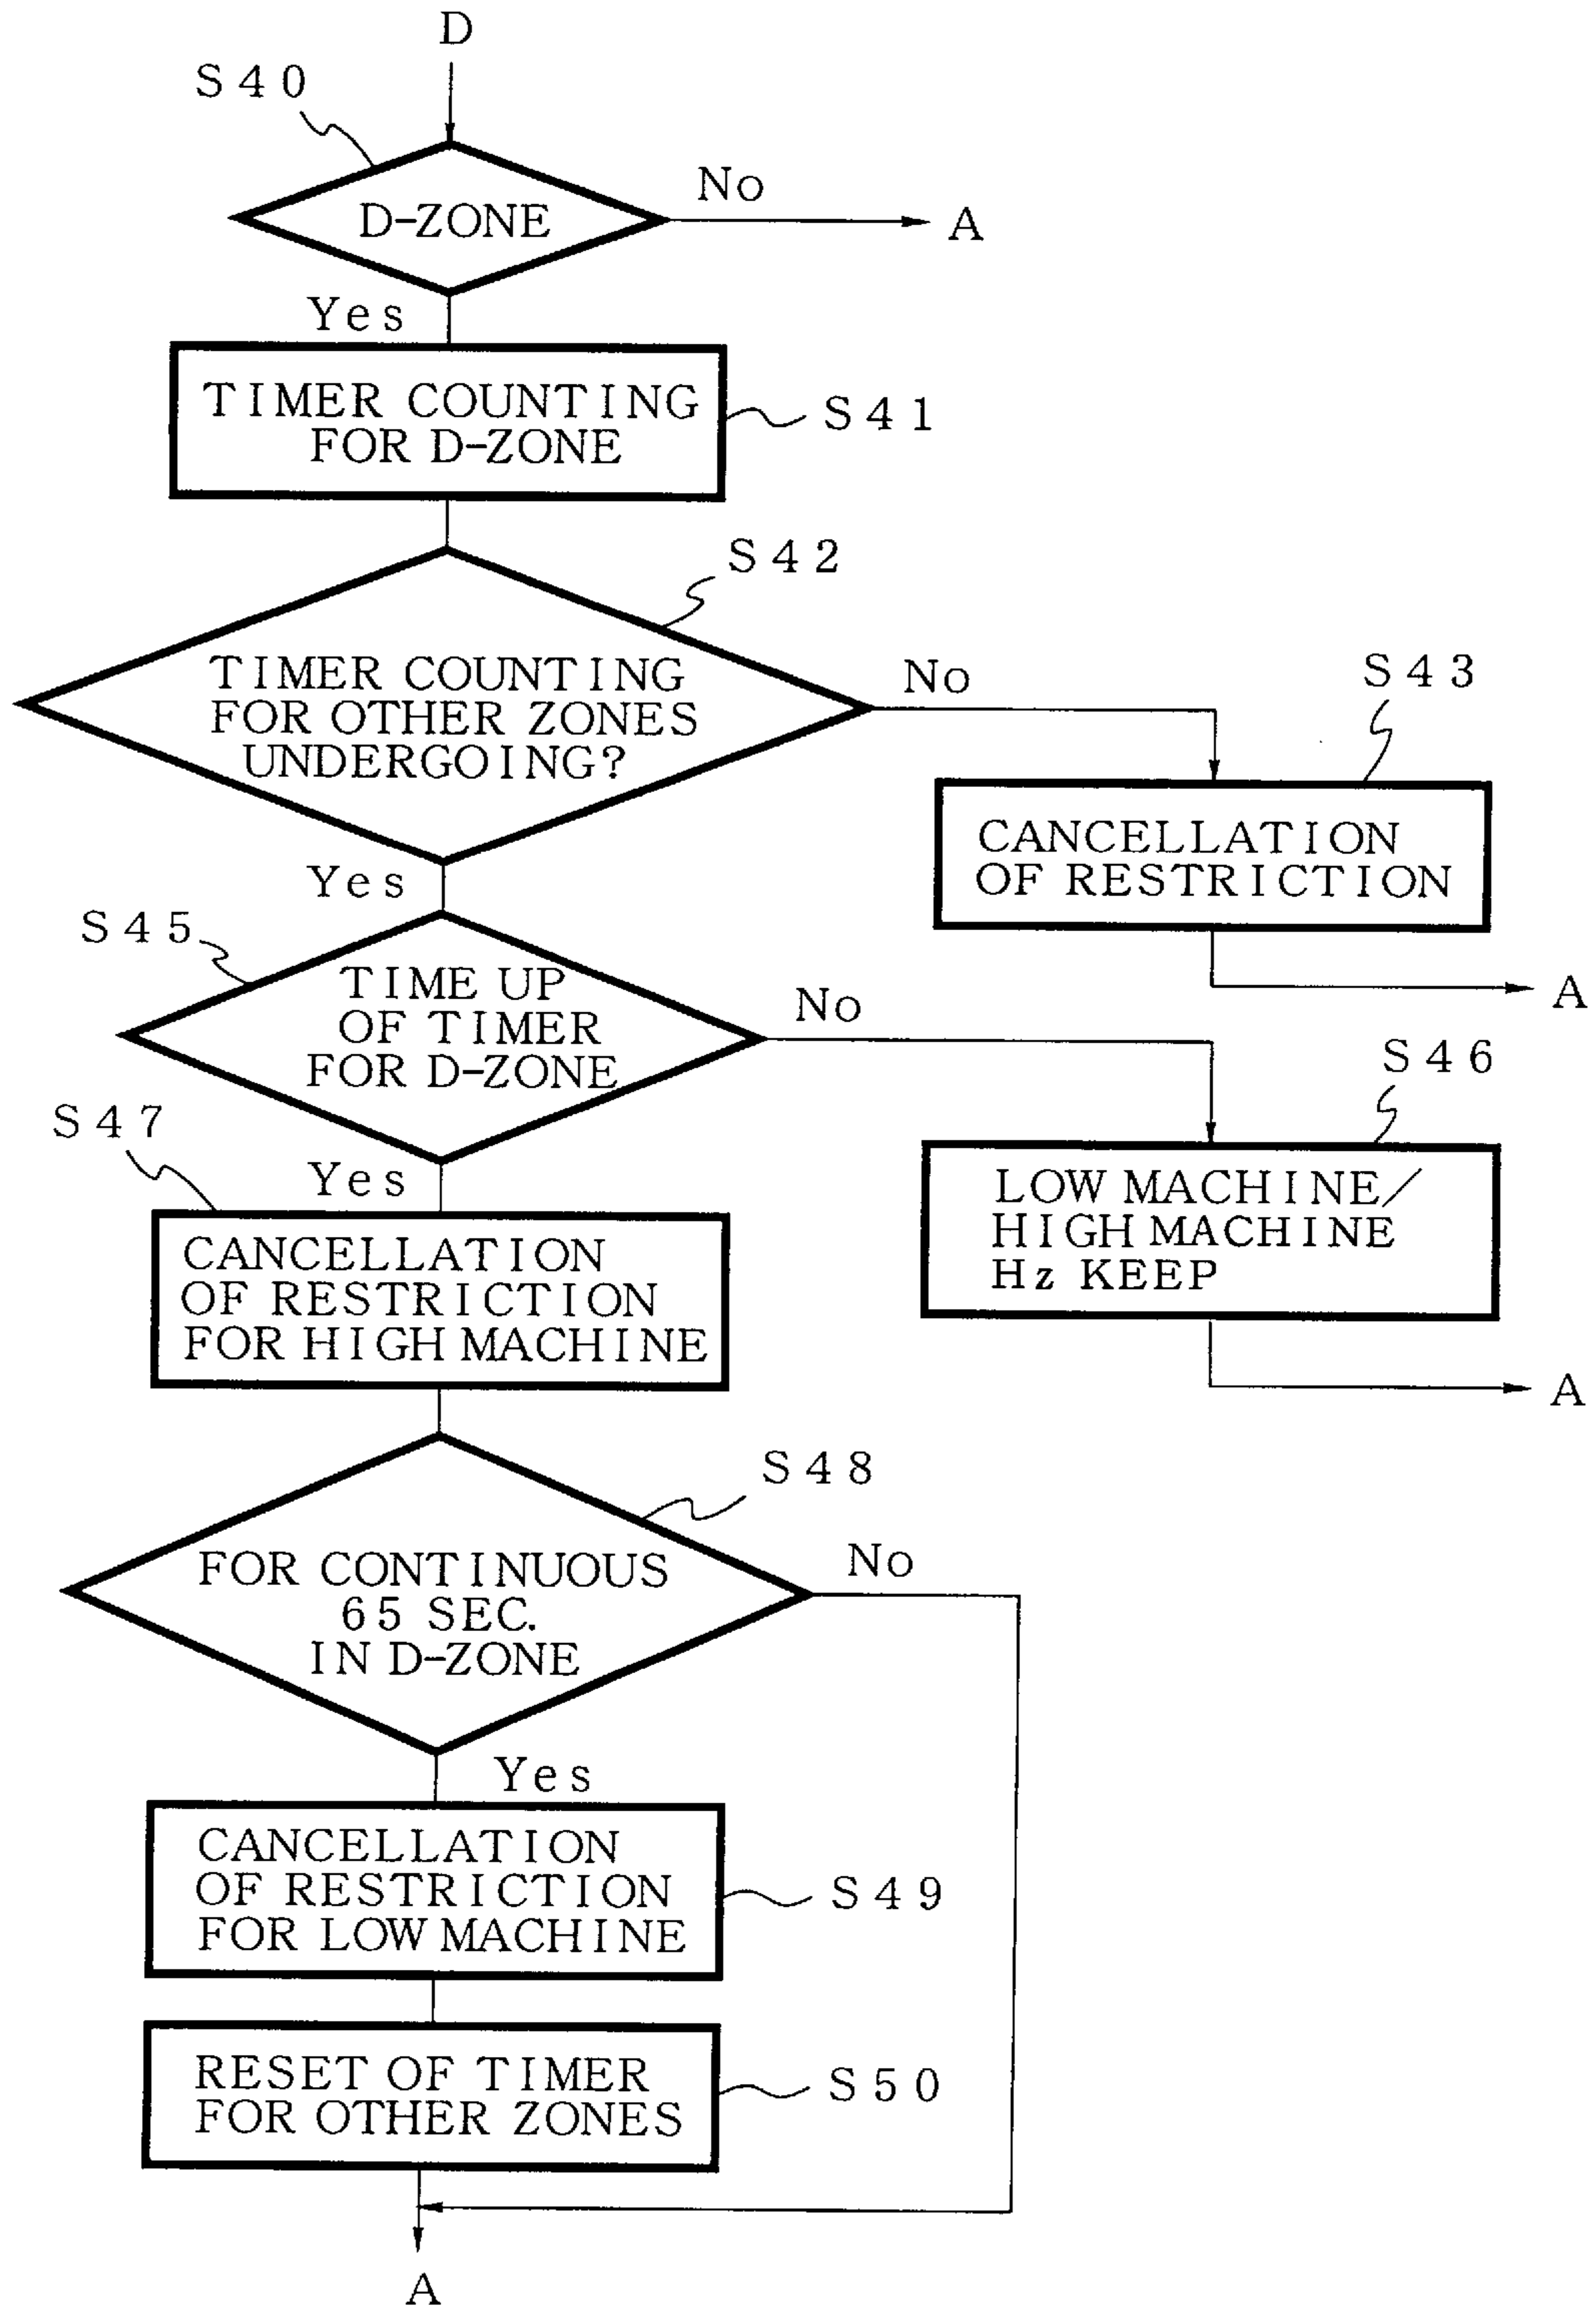 D
S40
D-ZONE
No
A
Yes
TIMER COUNTING
FOR D-ZONE
S41
S42
TIMER COUNTING
FOR OTHER ZONES
UNDERGOING?
No
S43
CANCELLATION
OF RESTRICTION
A
Yes
S45
TIME UP
OF TIMER
FOR D-ZONE
No
S46
LOW MACHINE/
HIGH MACHINE
Hz KEEP
A
S47
Yes
CANCELLATION
OF RESTRICTION
FOR HIGH MACHINE
S48
FOR CONTINUOUS
65 SEC.
IN D-ZONE
No
Yes
CANCELLATION
OF RESTRICTION
FOR LOW MACHINE
S49
RESET OF TIMER
FOR OTHER ZONES
S50
A